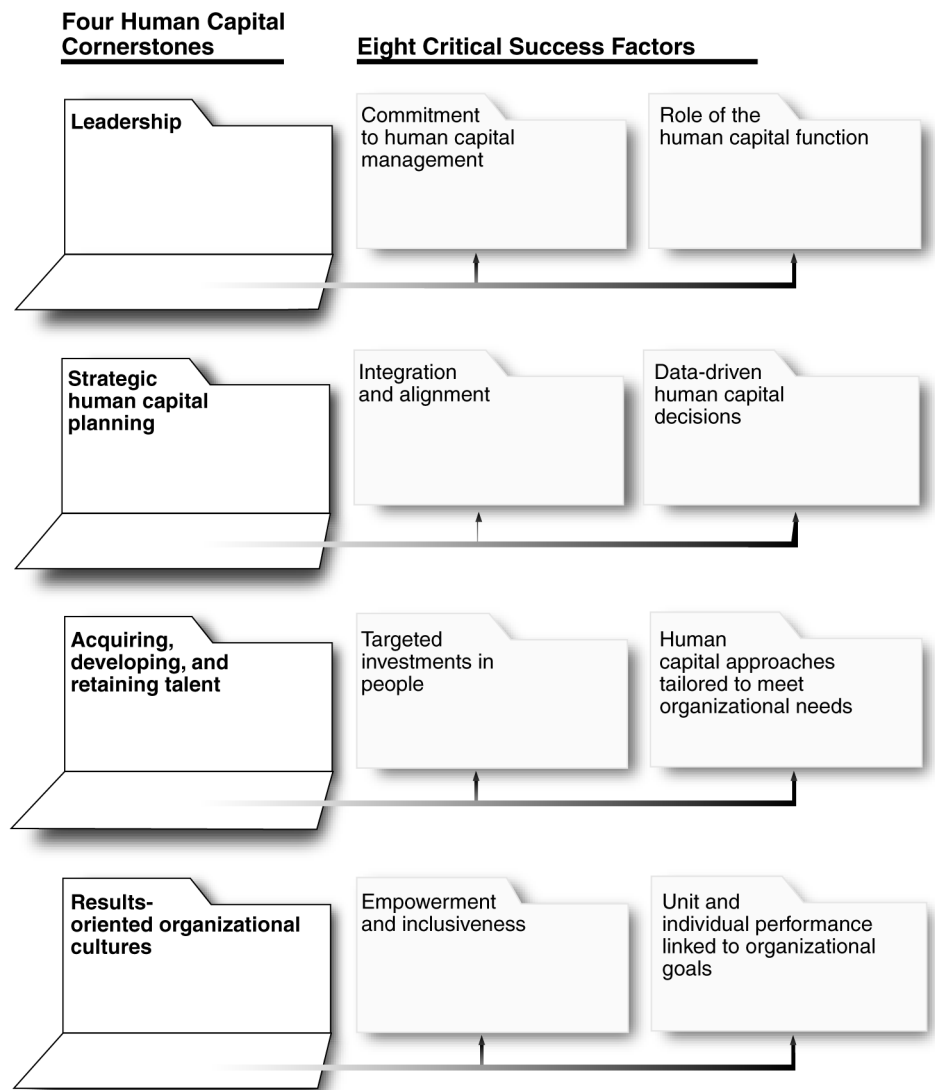 Four Human Capital
Cornerstones
Eight Critical Success Factors
Leadership
Commitment
to human capital
management
Role of the
human capital function
Strategic
human capital
planning
Integration
and alignment
Data-driven
human capital
decisions
Acquiring,
developing, and
retaining talent
Targeted
investments in
people
Human
capital approaches
tailored to meet
organizational needs
Results-
oriented organizational
cultures
Empowerment
and inclusiveness
Unit and
individual performance
linked to organizational
goals